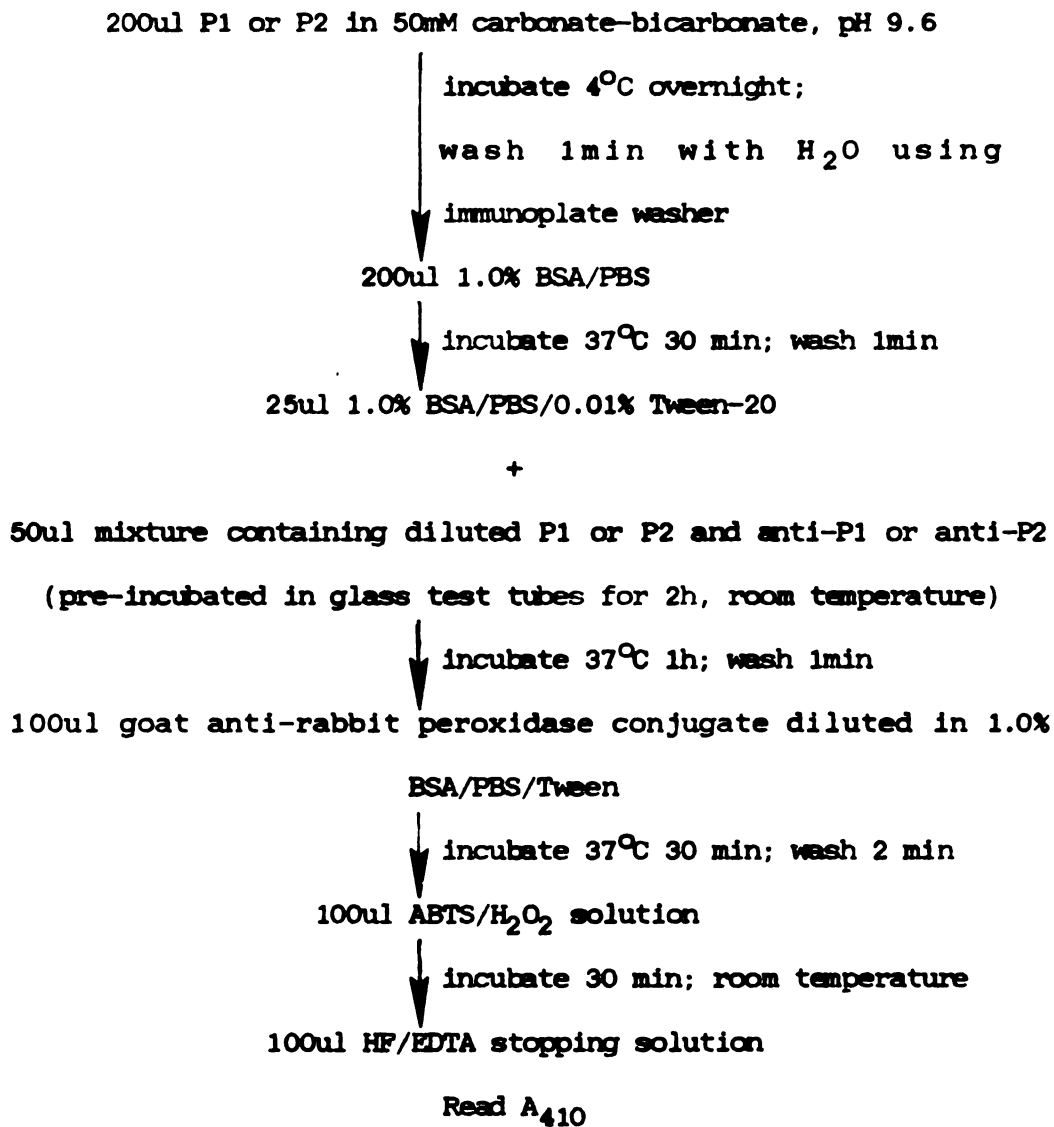 200ul P1 or P2 in 50mM carbonate-bicarbonate, pH 9.6
incubate 4°C overnight;
wash 1min with H₂O using
immunoplate washer
200ul 1.0% BSA/PBS
incubate 37°C 30 min; wash 1min
25ul 1.0% BSA/PBS/0.01% Tween-20
+
50ul mixture containing diluted P1 or P2 and anti-P1 or anti-P2
(pre-incubated in glass test tubes for 2h, room temperature)
incubate 37°C 1h; wash 1min
100ul goat anti-rabbit peroxidase conjugate diluted in 1.0%
BSA/PBS/Tween
incubate 37°C 30 min; wash 2 min
100ul ABTS/H₂O₂ solution
incubate 30 min; room temperature
100ul HF/EDTA stopping solution
Read A₄₁₀